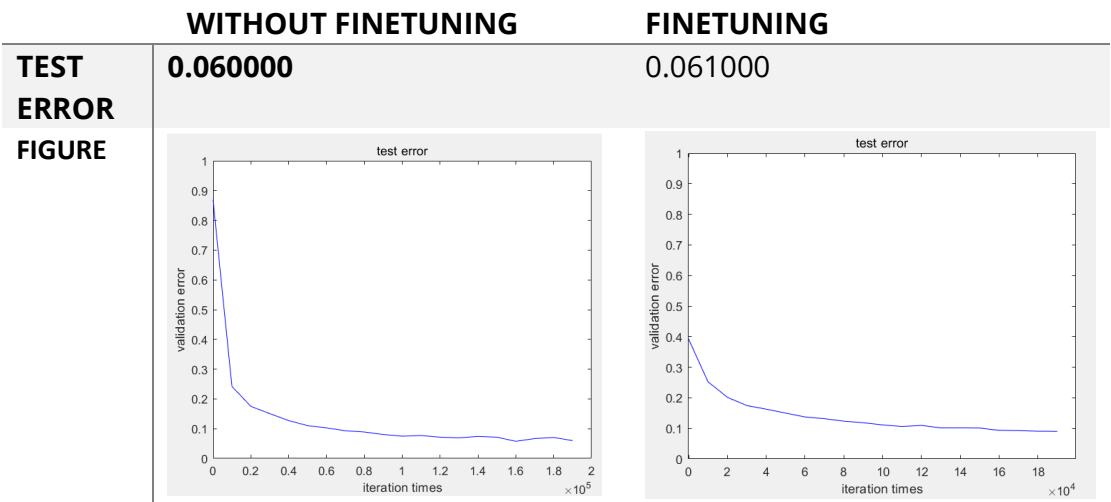 WITHOUT FINETUNING FINETUNING
TEST ERROR 0.060000 0.061000
FIGURE
test error
1
0.9
0.8
0.7
0.6
0.5
0.4
0.3
0.2
0.1
0
validation error
0 0.2 0.4 0.6 0.8 1 1.2 1.4 1.6 1.8 2
iteration times
×10^5
test error
1
0.9
0.8
0.7
0.6
0.5
0.4
0.3
0.2
0.1
0
validation error
0 2 4 6 8 10 12 14 16 18
iteration times
×10^4